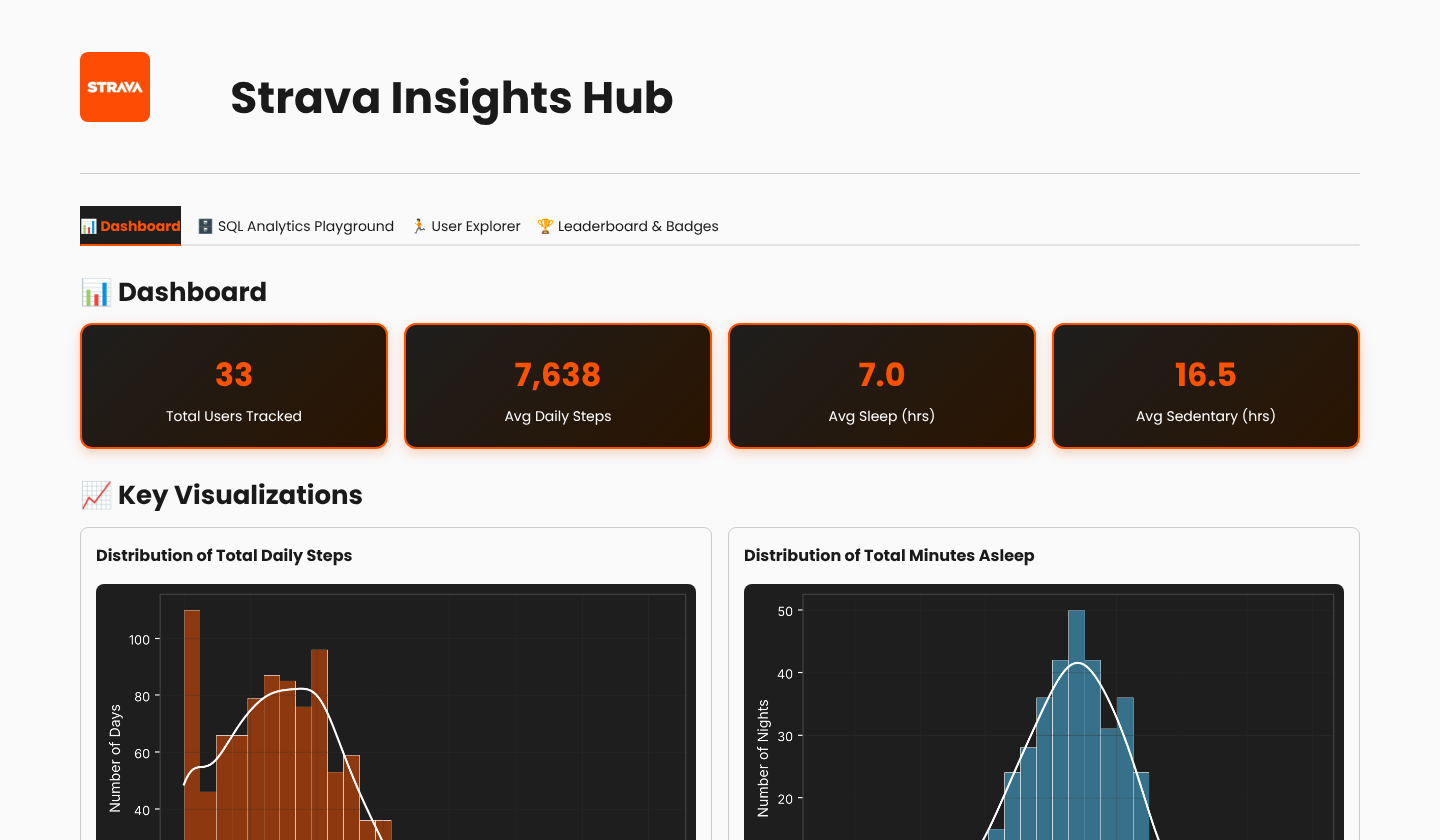 STRAVA
Strava Insights Hub
📊 Dashboard
🗄️ SQL Analytics Playground
🏃 User Explorer
🏆 Leaderboard & Badges
📊 Dashboard
33
Total Users Tracked
7,638
Avg Daily Steps
7.0
Avg Sleep (hrs)
16.5
Avg Sedentary (hrs)
📈 Key Visualizations
Distribution of Total Daily Steps
100
80
60
40
Number of Days
Distribution of Total Minutes Asleep
50
40
30
20
Number of Nights